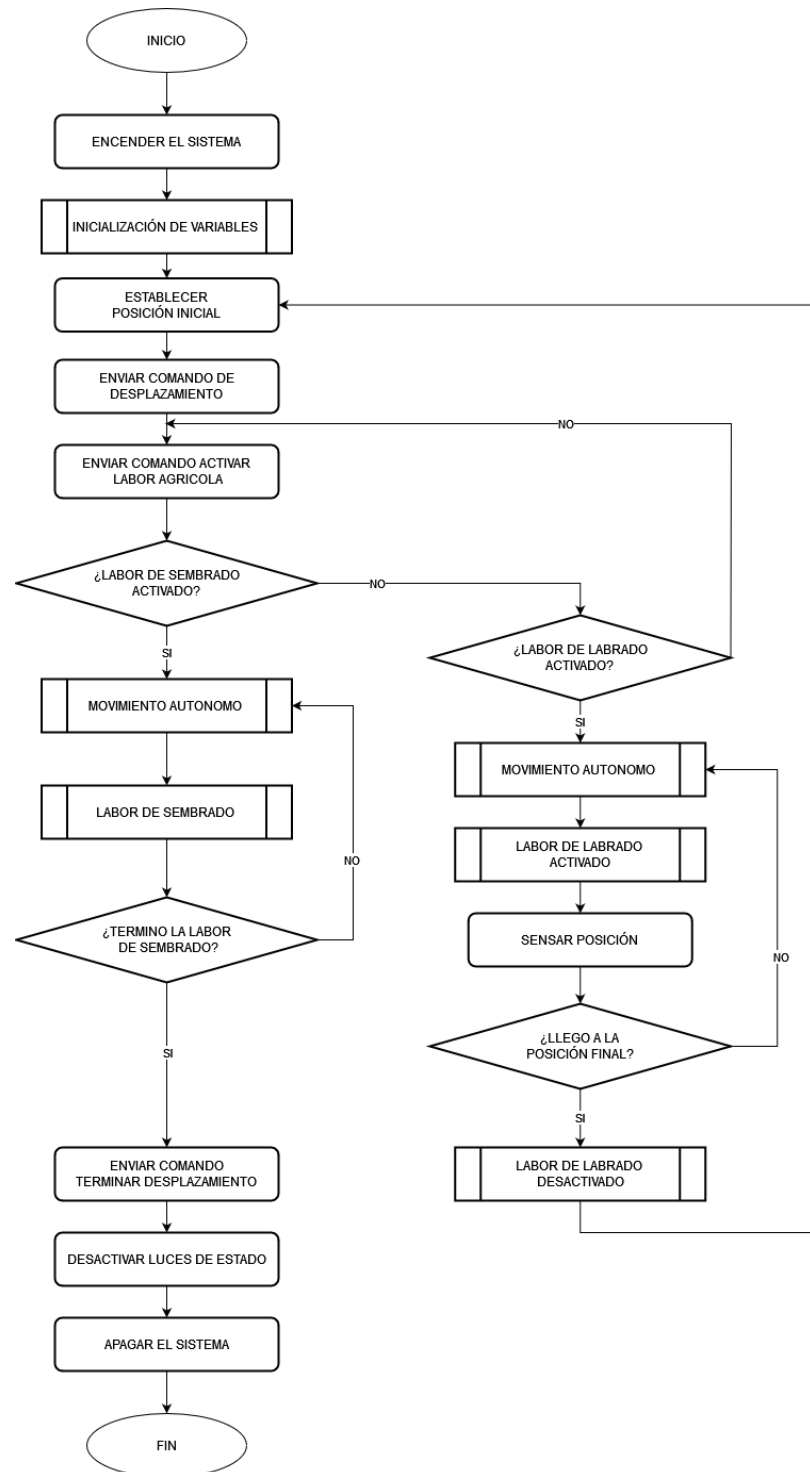 INICIO
ENCENDER EL SISTEMA
INICIALIZACIÓN DE VARIABLES
ESTABLECER
POSICIÓN INICIAL
ENVIAR COMANDO DE
DESPLAZAMIENTO
NO
ENVIAR COMANDO ACTIVAR
LABOR AGRICOLA
¿LABOR DE SEMBRADO
ACTIVADO?
NO
SI
¿LABOR DE LABRADO
ACTIVADO?
SI
MOVIMIENTO AUTONOMO
LABOR DE SEMBRADO
NO
¿TERMINO LA LABOR
DE SEMBRADO?
SI
MOVIMIENTO AUTONOMO
LABOR DE LABRADO
ACTIVADO
SENSAR POSICIÓN
NO
¿LLEGO A LA
POSICIÓN FINAL?
SI
LABOR DE LABRADO
DESACTIVADO
ENVIAR COMANDO
TERMINAR DESPLAZAMIENTO
DESACTIVAR LUCES DE ESTADO
APAGAR EL SISTEMA
FIN